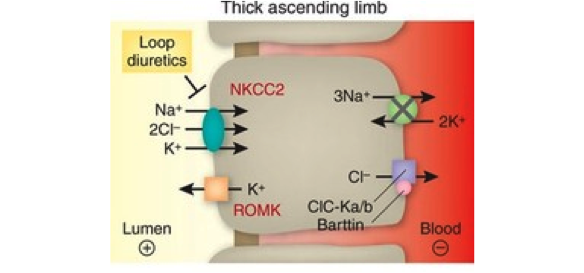 Thick ascending limb
Loop
diuretics
NKCC2
Na+
2Cl–
K+
3Na+
2K+
K+
ROMK
Cl–
ClC-Ka/b
Barttin
Lumen
+
Blood
–